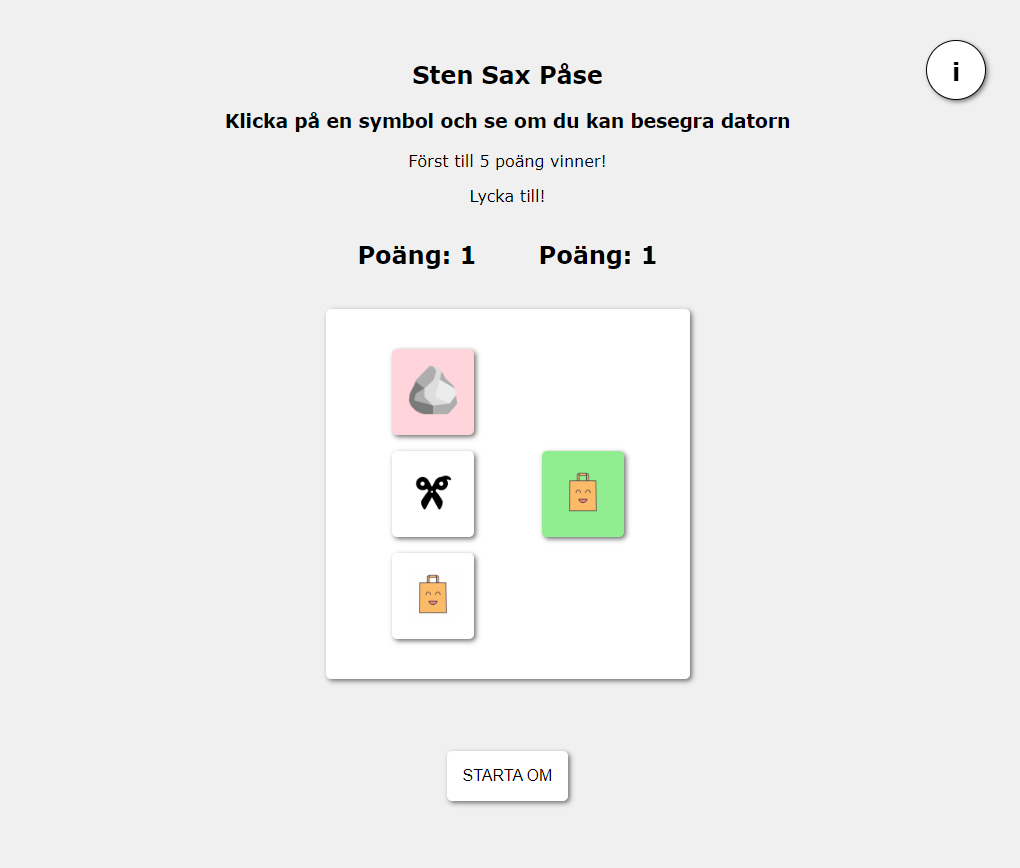 i
Sten Sax Påse
Klicka på en symbol och se om du kan besegra datorn
Först till 5 poäng vinner!
Lycka till!
Poäng: 1 Poäng: 1
STARTA OM